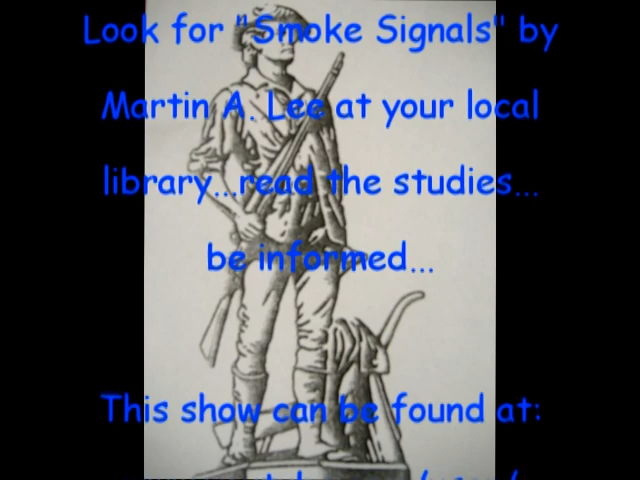 Look for "Smoke Signals" by
Martin A. Lee at your local
library...read the studies...
be informed...
This show can be found at: